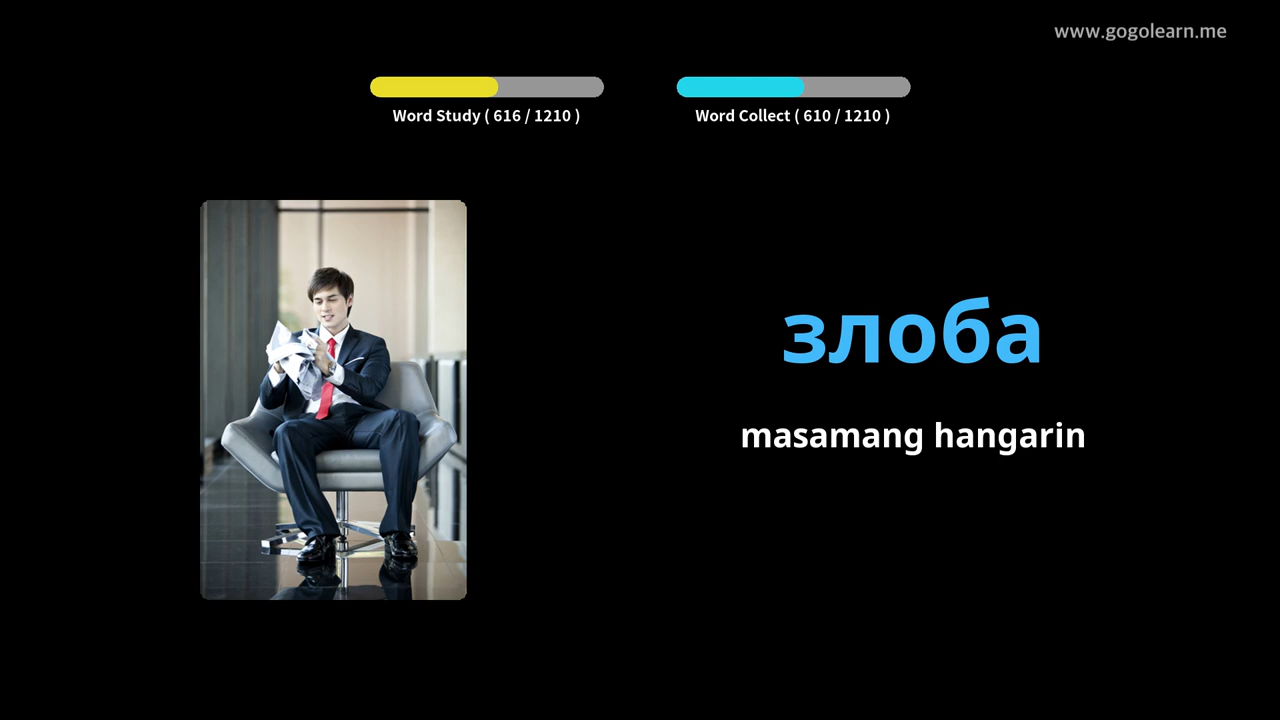 www.gogolearn.me
Word Study ( 616 / 1210 )
Word Collect ( 610 / 1210 )
злоба
masamang hangarin